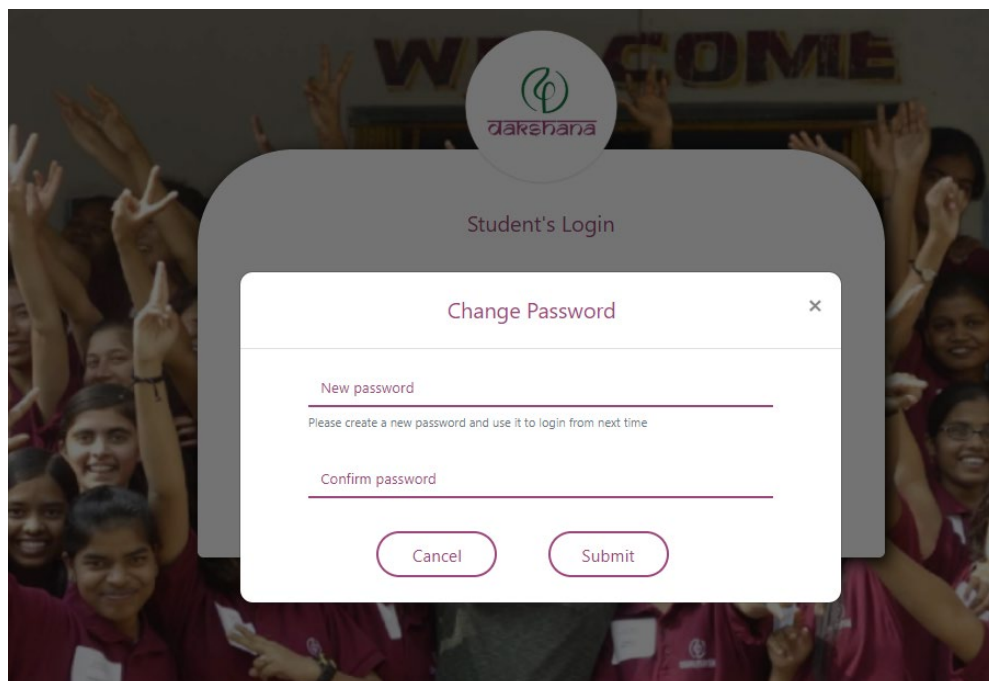 WELCOME
dakshana
Student's Login
Change Password
×
New password
Please create a new password and use it to login from next time
Confirm password
Cancel
Submit